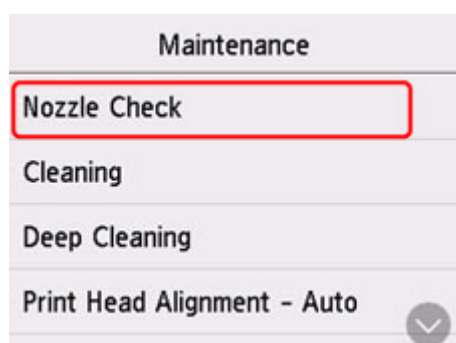 Maintenance
Nozzle Check
Cleaning
Deep Cleaning
Print Head Alignment - Auto